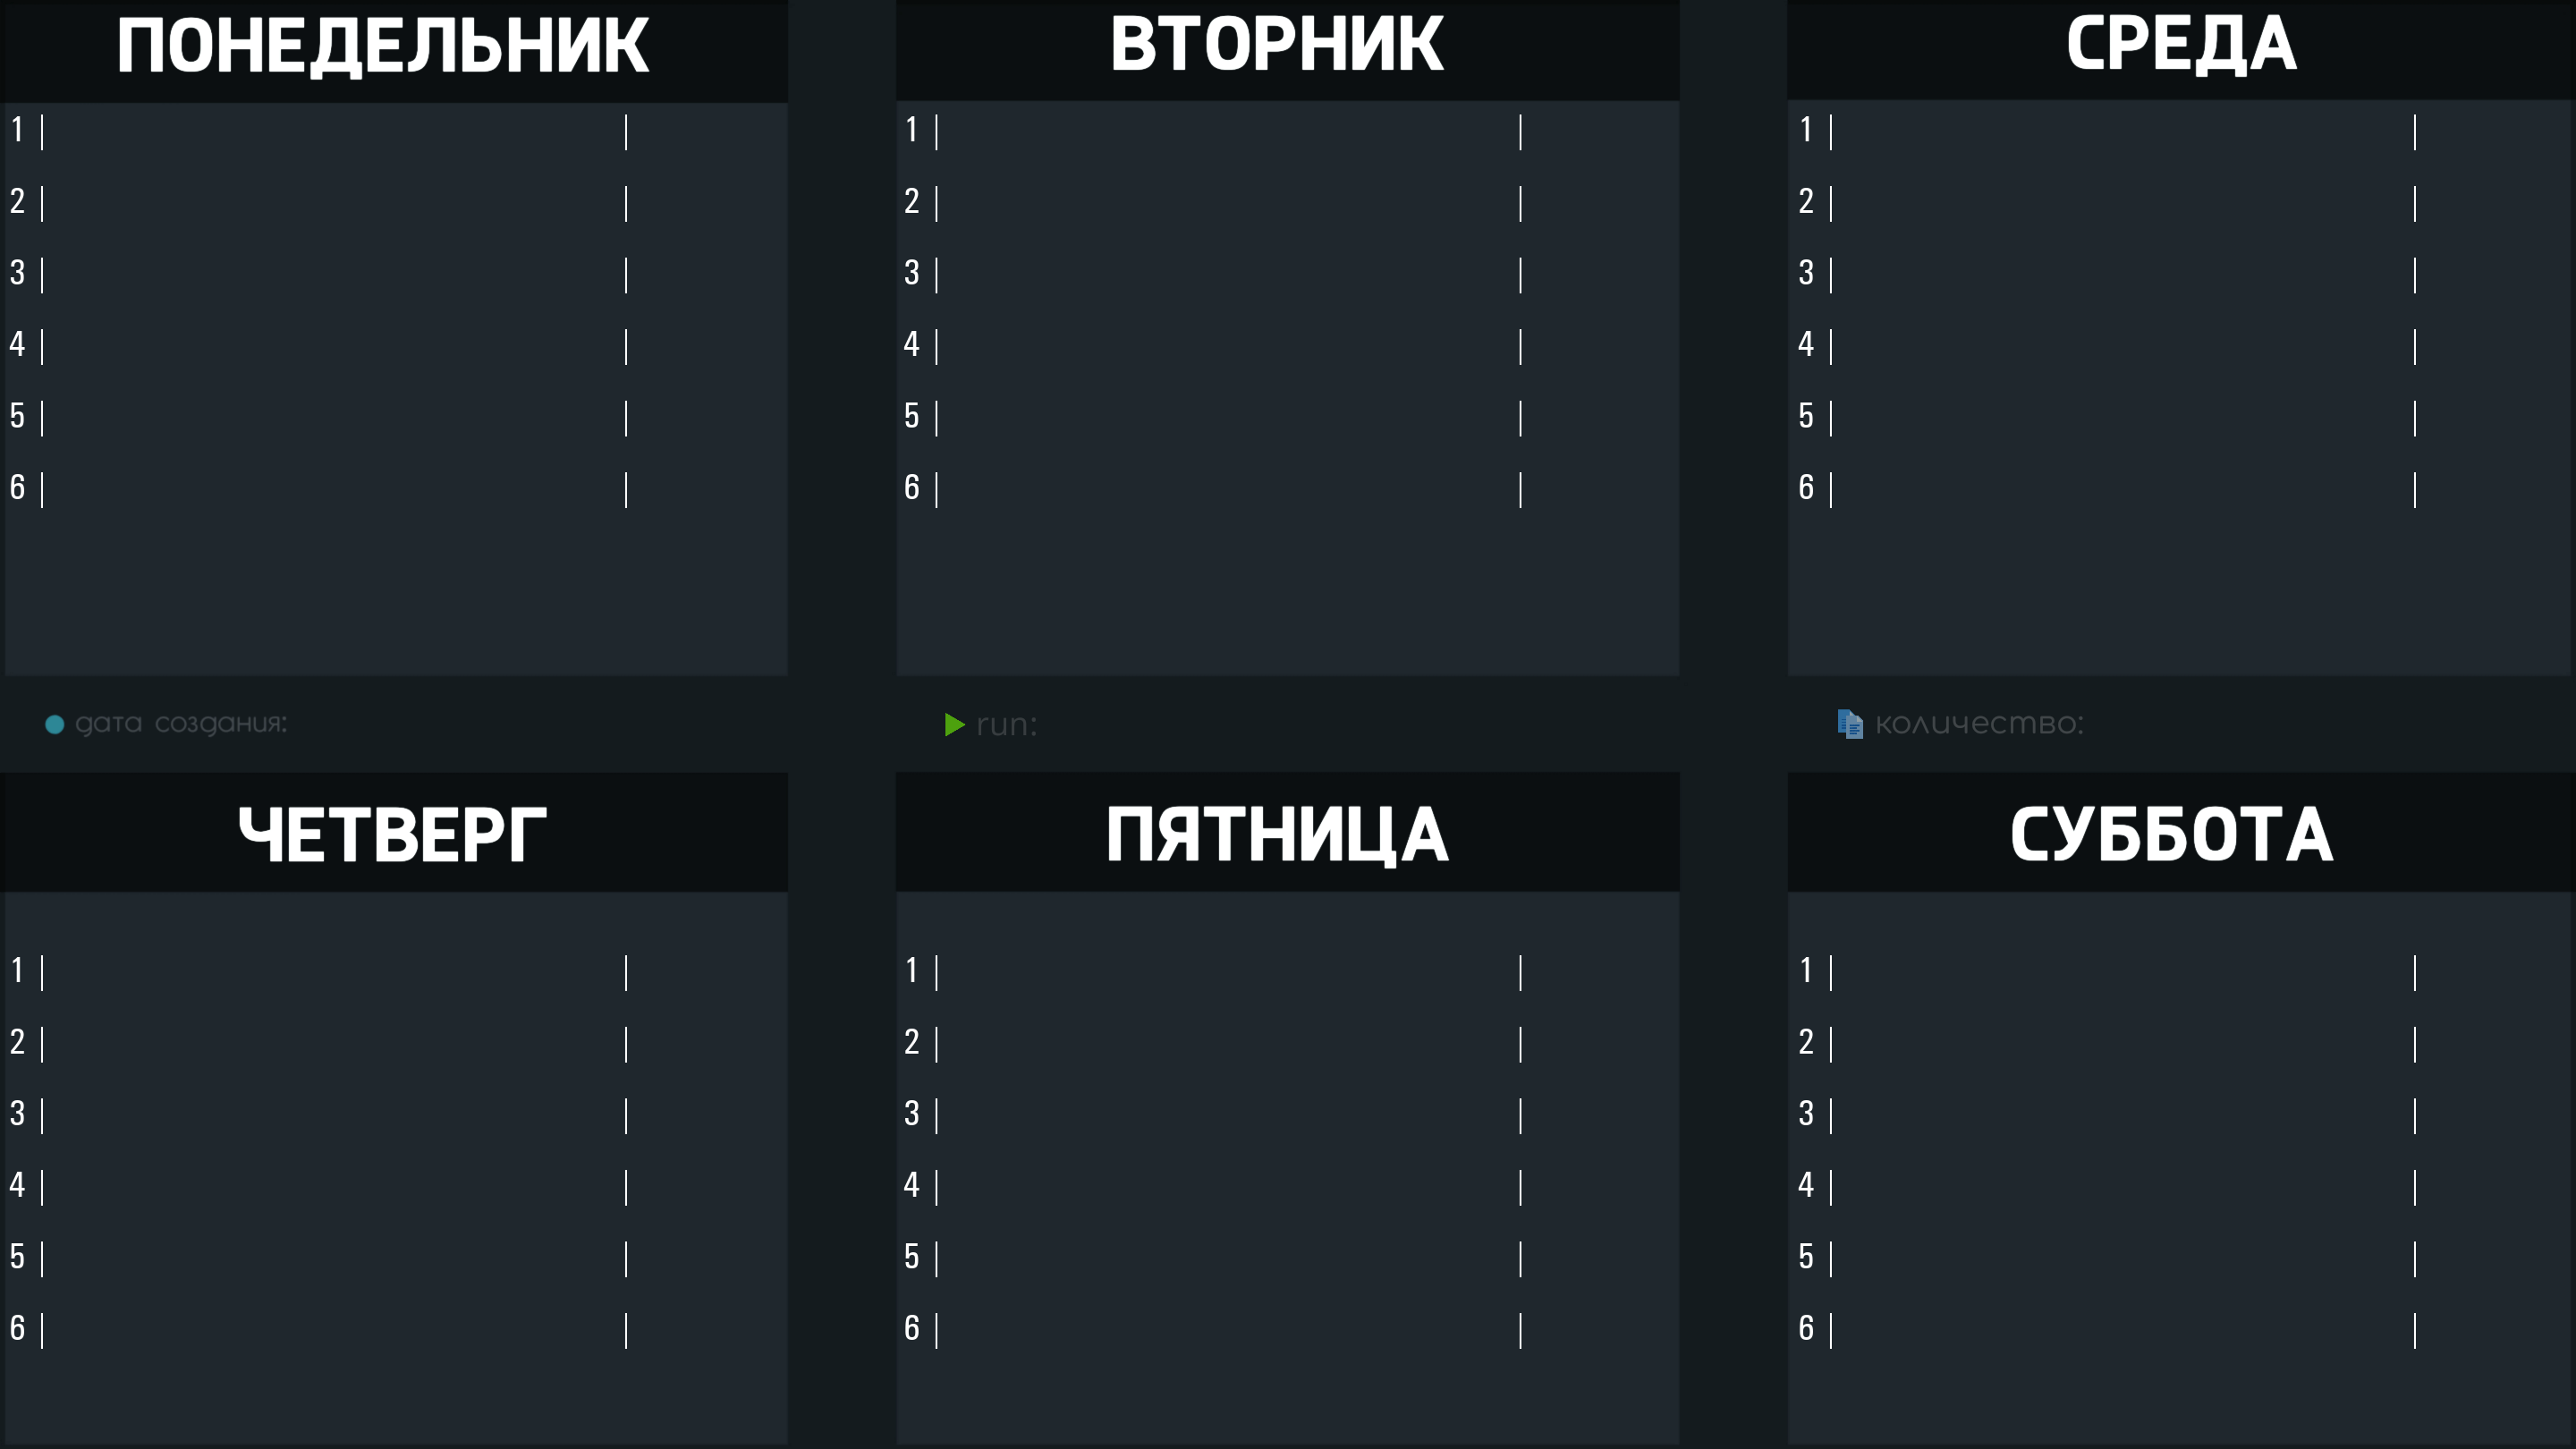 ПОНЕДЕЛЬНИК
1 | |
2 | |
3 | |
4 | |
5 | |
6 | |
ВТОРНИК
1 | |
2 | |
3 | |
4 | |
5 | |
6 | |
СРЕДА
1 | |
2 | |
3 | |
4 | |
5 | |
6 | |
дата создания:
run:
количество:
ЧЕТВЕРГ
1 | |
2 | |
3 | |
4 | |
5 | |
6 | |
ПЯТНИЦА
1 | |
2 | |
3 | |
4 | |
5 | |
6 | |
СУББОТА
1 | |
2 | |
3 | |
4 | |
5 | |
6 | |